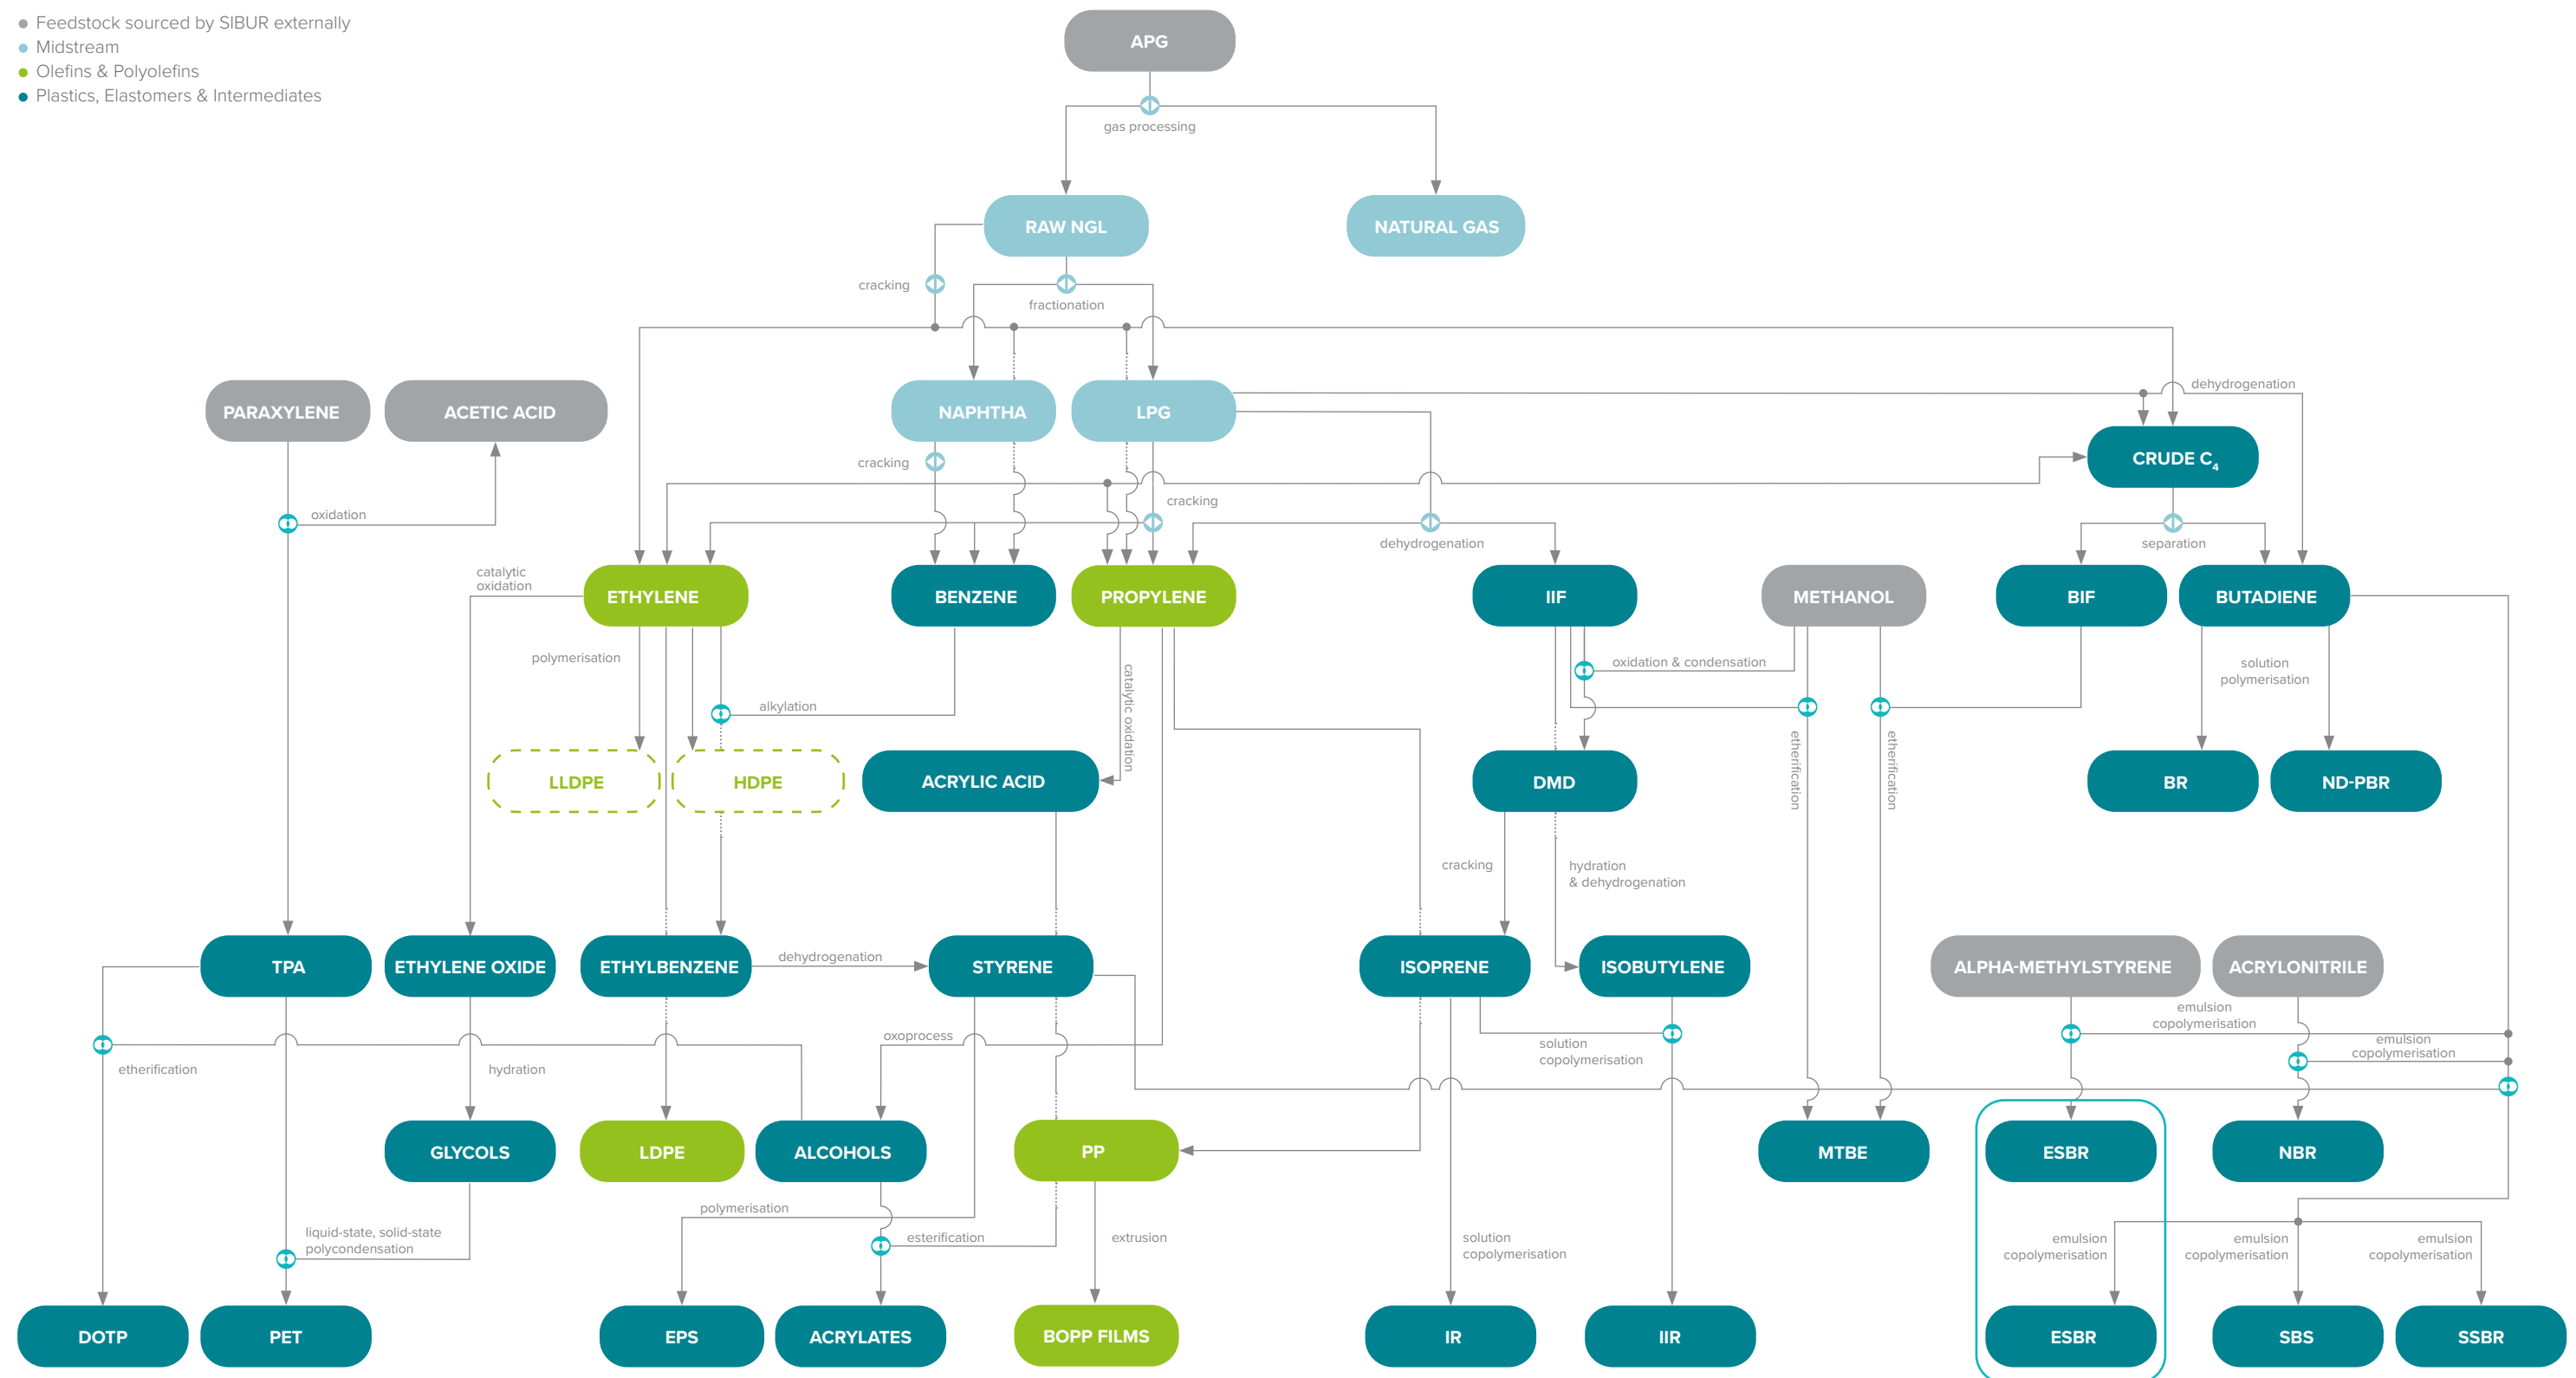 Feedstock sourced by SIBUR externally
Midstream
Olefins & Polyolefins
Plastics, Elastomers & Intermediates
APG
gas processing
RAW NGL
NATURAL GAS
cracking
fractionation
PARAXYLENE
ACETIC ACID
NAPHTHA
LPG
dehydrogenation
CRUDE C4
cracking
cracking
oxidation
dehydrogenation
separation
catalytic
oxidation
ETHYLENE
BENZENE
PROPYLENE
IIF
METHANOL
BIF
BUTADIENE
polymerisation
alkylation
catalytic oxidation
oxidation & condensation
solution
polymerisation
etherification
etherification
LLDPE
HDPE
ACRYLIC ACID
DMD
BR
ND-PBR
cracking
hydration
& dehydrogenation
TPA
ETHYLENE OXIDE
ETHYLBENZENE
dehydrogenation
STYRENE
ISOPRENE
ISOBUTYLENE
ALPHA-METHYLSTYRENE
ACRYLONITRILE
emulsion
copolymerisation
emulsion
copolymerisation
oxoprocess
solution
copolymerisation
etherification
hydration
GLYCOLS
LDPE
ALCOHOLS
PP
MTBE
ESBR
NBR
polymerisation
liquid-state, solid-state
polycondensation
esterification
extrusion
solution
copolymerisation
emulsion
copolymerisation
emulsion
copolymerisation
emulsion
copolymerisation
DOTP
PET
EPS
ACRYLATES
BOPP FILMS
IR
IIR
ESBR
SBS
SSBR